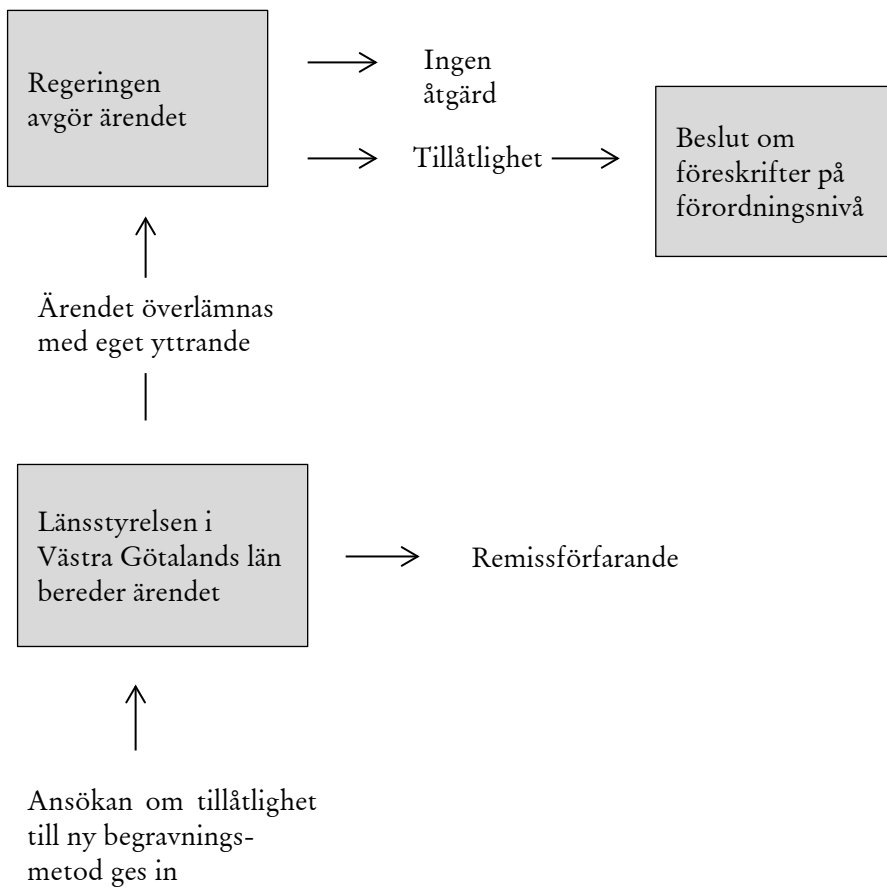 Regeringen
avgör ärendet
Ingen
åtgärd
Tillåtlighet
Beslut om
föreskrifter på
förordningsnivå
Ärendet överlämnas
med eget yttrande
Länsstyrelsen i
Västra Götalands län
bereder ärendet
Remissförfarande
Ansökan om tillåtlighet
till ny begravnings-
metod ges in